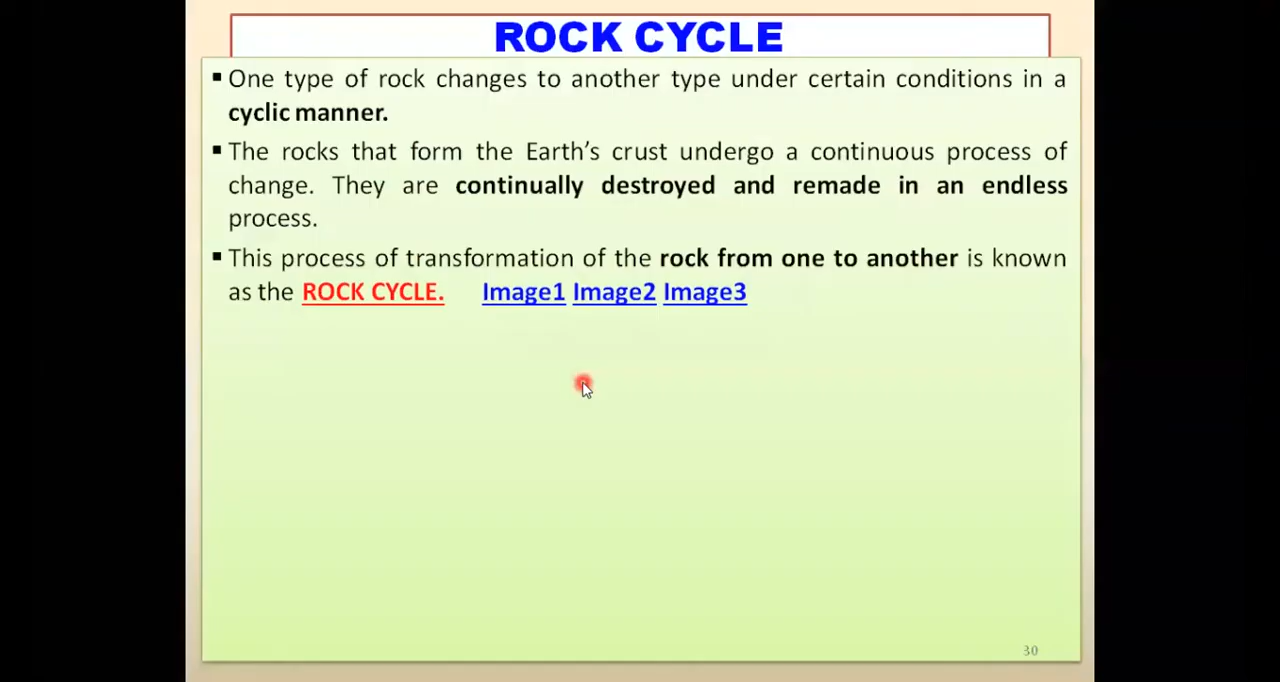 ROCK CYCLE
▪ One type of rock changes to another type under certain conditions in a
cyclic manner.
▪ The rocks that form the Earth’s crust undergo a continuous process of
change. They are continually destroyed and remade in an endless
process.
▪ This process of transformation of the rock from one to another is known
as the ROCK CYCLE. Image1 Image2 Image3
30